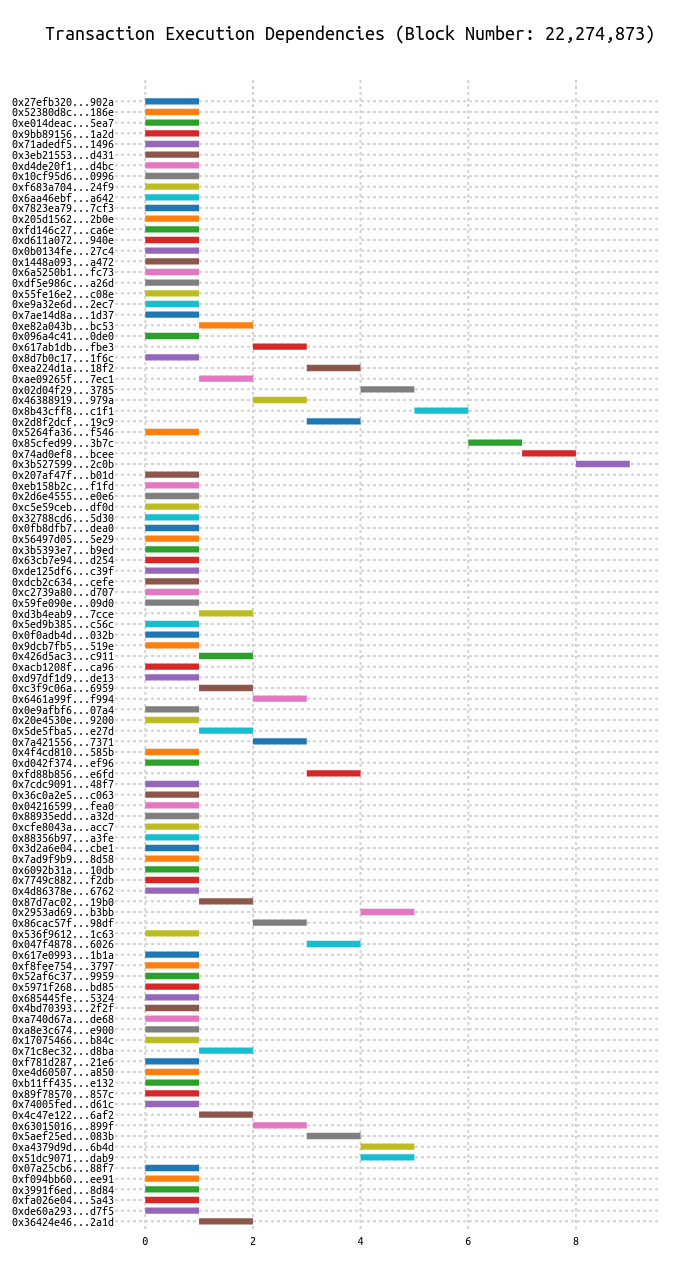 Transaction Execution Dependencies (Block Number: 22,274,873)
0x27efb320...902a
0x52380d8c...186e
0xe014deac...5ea7
0x9bb89156...1a2d
0x71adedf5...1496
0x3eb21553...d431
0xd4de20f1...d4bc
0x10cf95d6...0996
0xf683a704...24f9
0x6aa46ebf...a642
0x7823ea79...7cf3
0x205d1562...2b0e
0xfd146c27...ca6e
0xd611a072...940e
0x0b0134fe...27c4
0x1448a093...a472
0x6a5250b1...fc73
0xdf5e986c...a26d
0x55fe16e2...c08e
0xe9a32e6d...2ec7
0x7ae14d8a...1d37
0xe82a043b...bc53
0x096a4c41...0de0
0x617ab1db...fbe3
0x8d7b0c17...1f6c
0xea224d1a...18f2
0xae09265f...7ec1
0x02d04f29...3785
0x46388919...979a
0x8b43cff8...c1f1
0x2d8f2dcf...19c9
0x5264fa36...f546
0x85cfed99...3b7c
0x74ad0ef8...bcee
0x3b527599...2c0b
0x207af47f...b01d
0xeb158b2c...f1fd
0x2d6e4555...e0e6
0xc5e59ceb...df0d
0x32788cd6...5d30
0x0fb8dfb7...dea0
0x56497d05...5e29
0x3b5393e7...b9ed
0x63cb7e94...d254
0xde125df6...c39f
0xdcb2c634...cefe
0xc2739a80...d707
0x59fe090e...09d0
0xd3b4eab9...7cce
0x5ed9b385...c56c
0x0f0adb4d...032b
0x9dcb7fb5...519e
0x426d5ac3...c911
0xacb1208f...ca96
0xd97df1d9...de13
0xc3f9c06a...6959
0x6461a99f...f994
0x0e9afbf6...07a4
0x20e4530e...9200
0x5de5fba5...e27d
0x7a421556...7371
0x4f4cd810...585b
0xd042f374...ef96
0xfd88b856...e6fd
0x7cdc9091...48f7
0x36c0a2e5...c063
0x04216599...fea0
0x88935edd...a32d
0xcfe8043a...acc7
0x88356b97...a3fe
0x3d2a6e04...cbe1
0x7ad9f9b9...8d58
0x6092b31a...10db
0x7749c882...f2db
0x4d86378e...6762
0x87d7ac02...19b0
0x2953ad69...b3bb
0x86cac57f...98df
0x536f9612...1c63
0x047f4878...6026
0x617e0993...1b1a
0xf8fee754...3797
0x52af6c37...9959
0x5971f268...bd85
0x685445fe...5324
0x4bd70393...2f2f
0xa740d67a...de68
0xa8e3c674...e900
0x17075466...b84c
0x71c8ec32...d8ba
0xf781d287...21e6
0xe4d60507...a850
0xb11ff435...e132
0x89f78570...857c
0x74005fed...d61c
0x4c47e122...6af2
0x63015016...899f
0x5aef25ed...083b
0xa4379d9d...6b4d
0x51dc9071...dab9
0x07a25cb6...88f7
0xf094bb60...ee91
0x3991f6ed...8d84
0xfa026e04...5a43
0xde60a293...d7f5
0x36424e46...2a1d
0 2 4 6 8